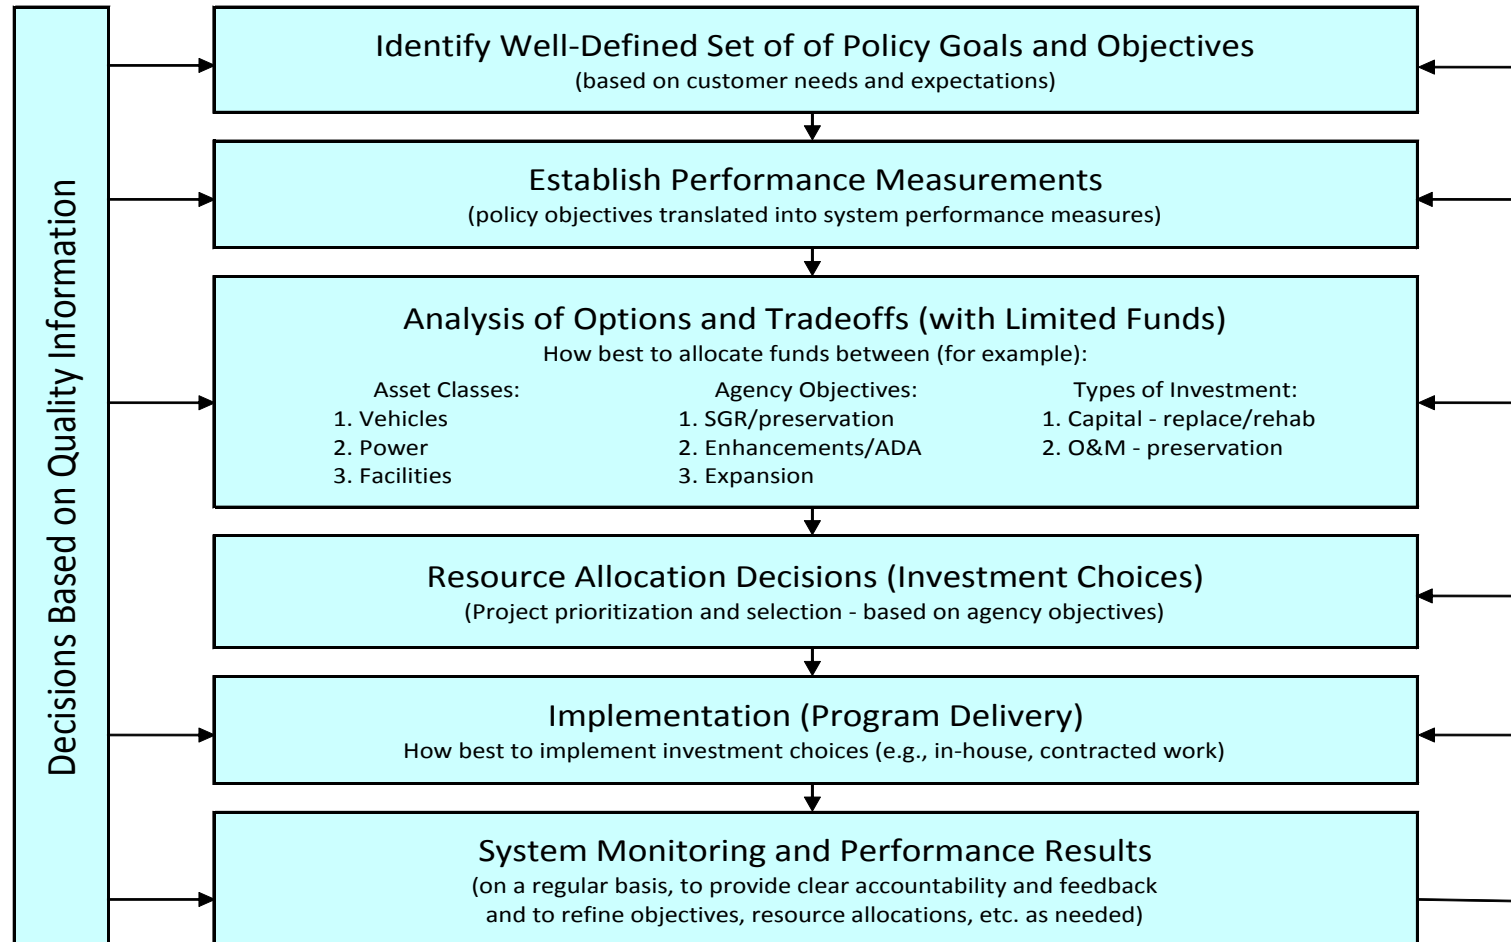 Decisions Based on Quality Information
Identify Well-Defined Set of of Policy Goals and Objectives
(based on customer needs and expectations)
Establish Performance Measurements
(policy objectives translated into system performance measures)
Analysis of Options and Tradeoffs (with Limited Funds)
How best to allocate funds between (for example):
Asset Classes:
1. Vehicles
2. Power
3. Facilities
Agency Objectives:
1. SGR/preservation
2. Enhancements/ADA
3. Expansion
Types of Investment:
1. Capital - replace/rehab
2. O&M - preservation
Resource Allocation Decisions (Investment Choices)
(Project prioritization and selection - based on agency objectives)
Implementation (Program Delivery)
How best to implement investment choices (e.g., in-house, contracted work)
System Monitoring and Performance Results
(on a regular basis, to provide clear accountability and feedback
and to refine objectives, resource allocations, etc. as needed)